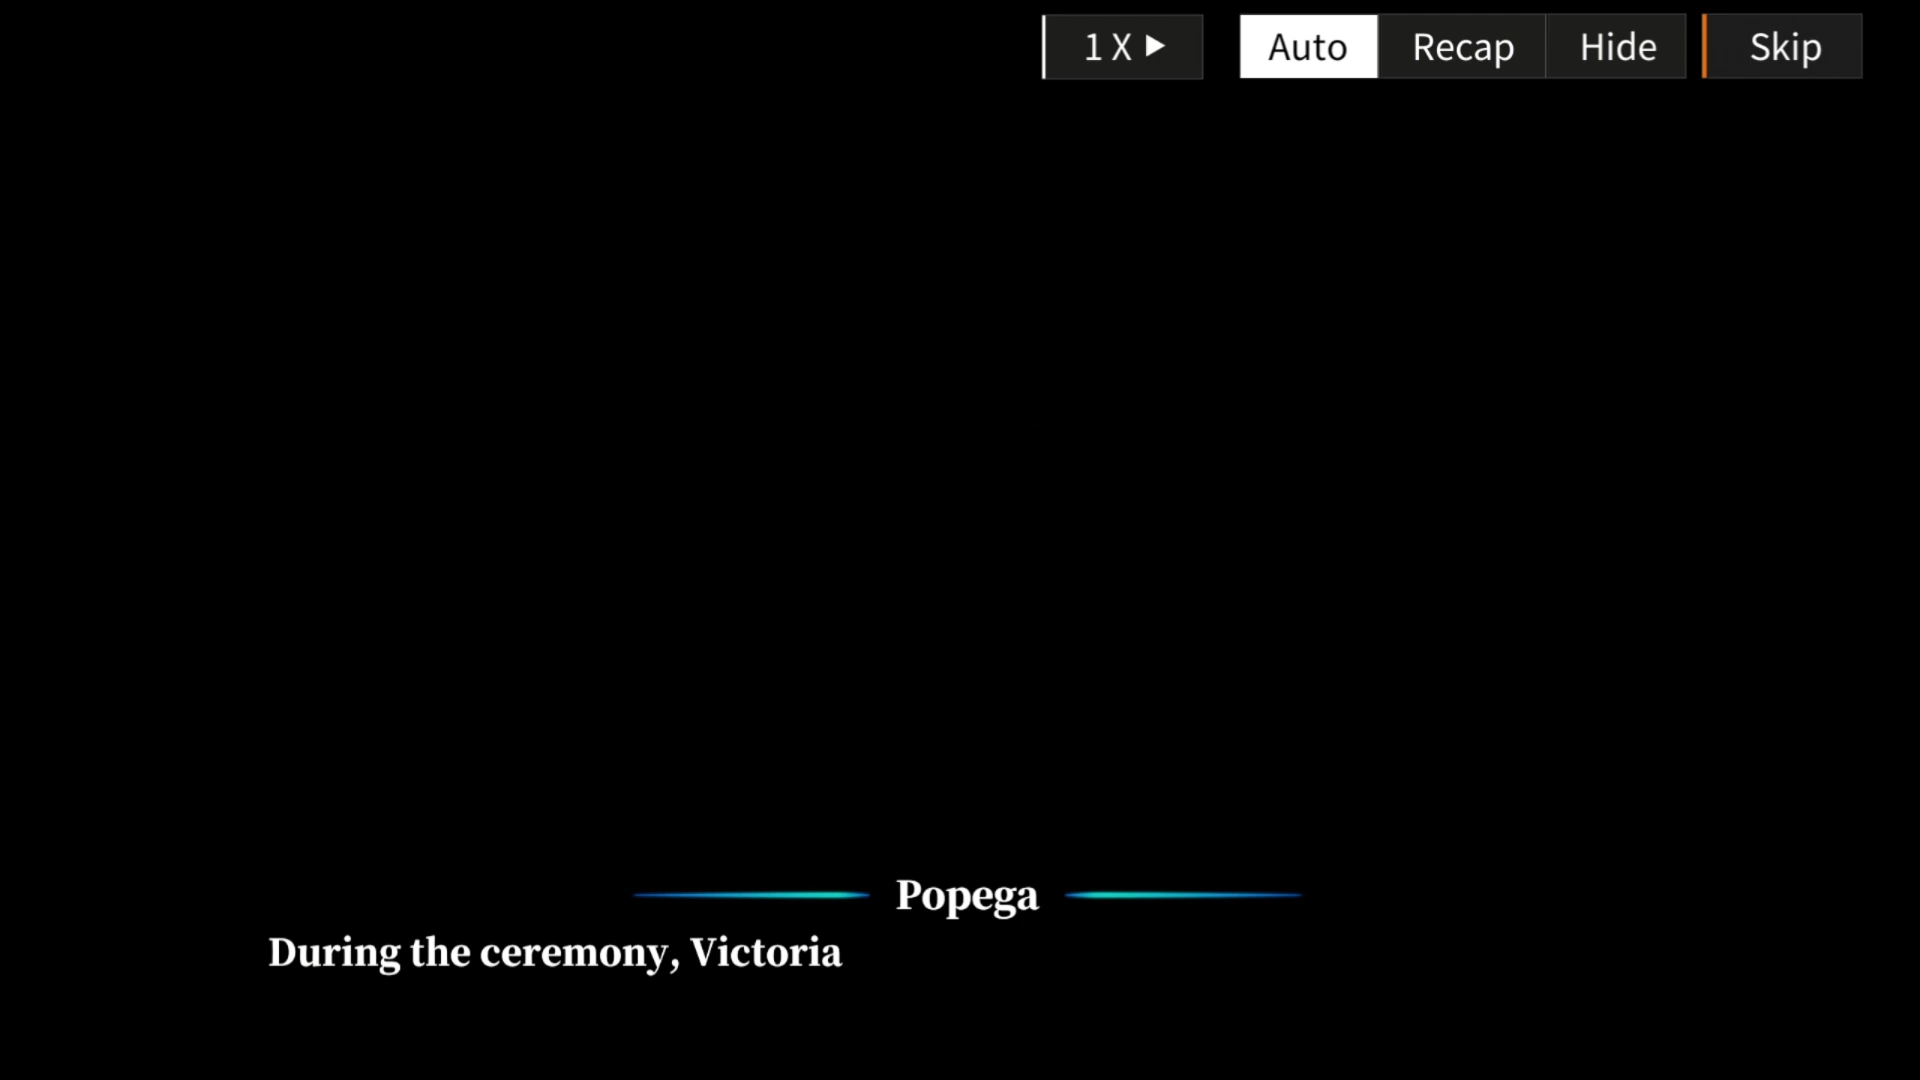 1 X ▶ Auto Recap Hide Skip
Popega
During the ceremony, Victoria